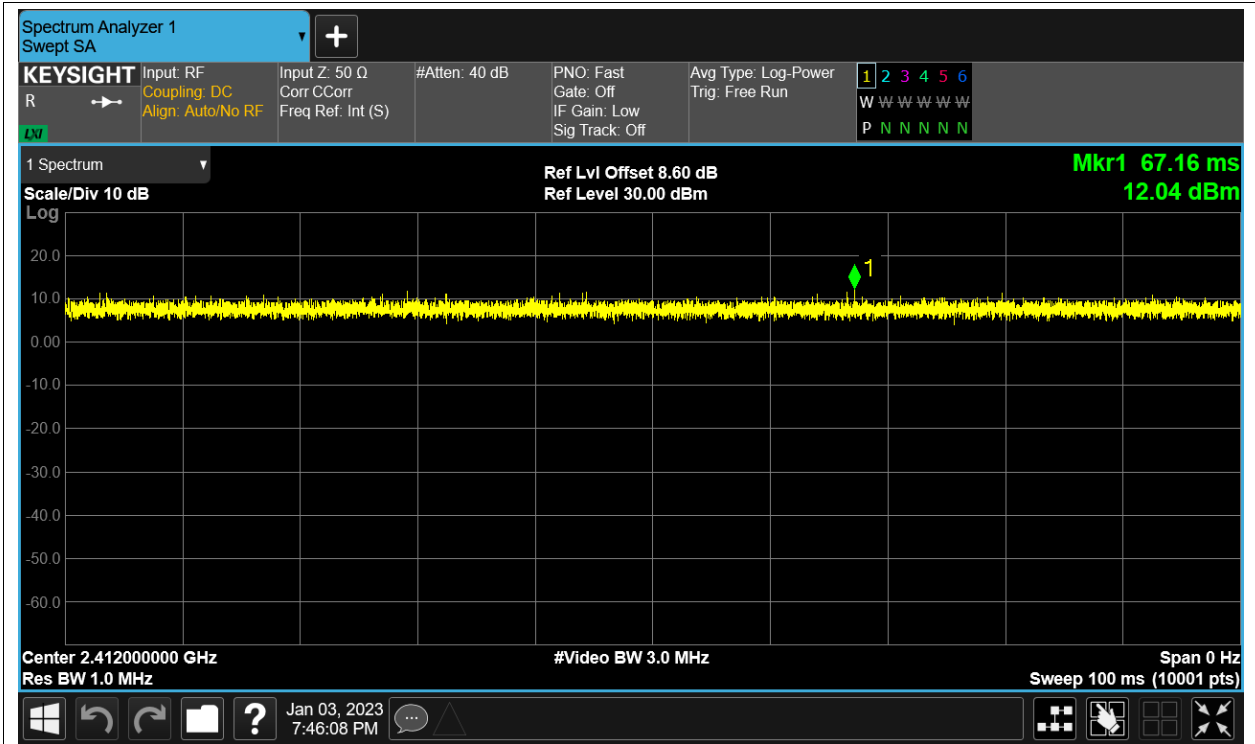 Spectrum Analyzer 1
Swept SA
KEYSIGHT Input: RF Input Z: 50 Ω #Atten: 40 dB PNO: Fast Avg Type: Log-Power 1 2 3 4 5 6
R Coupling: DC Corr CCorr Gate: Off Trig: Free Run W W W W W W
Align: Auto/No RF Freq Ref: Int (S) IF Gain: Low
LXI Sig Track: Off P N N N N N
1 Spectrum Ref Lvl Offset 8.60 dB Mkr1 67.16 ms
Scale/Div 10 dB Ref Level 30.00 dBm 12.04 dBm
Log
20.0
1
10.0
0.00
-10.0
-20.0
-30.0
-40.0
-50.0
-60.0
Center 2.412000000 GHz #Video BW 3.0 MHz Span 0 Hz
Res BW 1.0 MHz Sweep 100 ms (10001 pts)
? Jan 03, 2023
7:46:08 PM